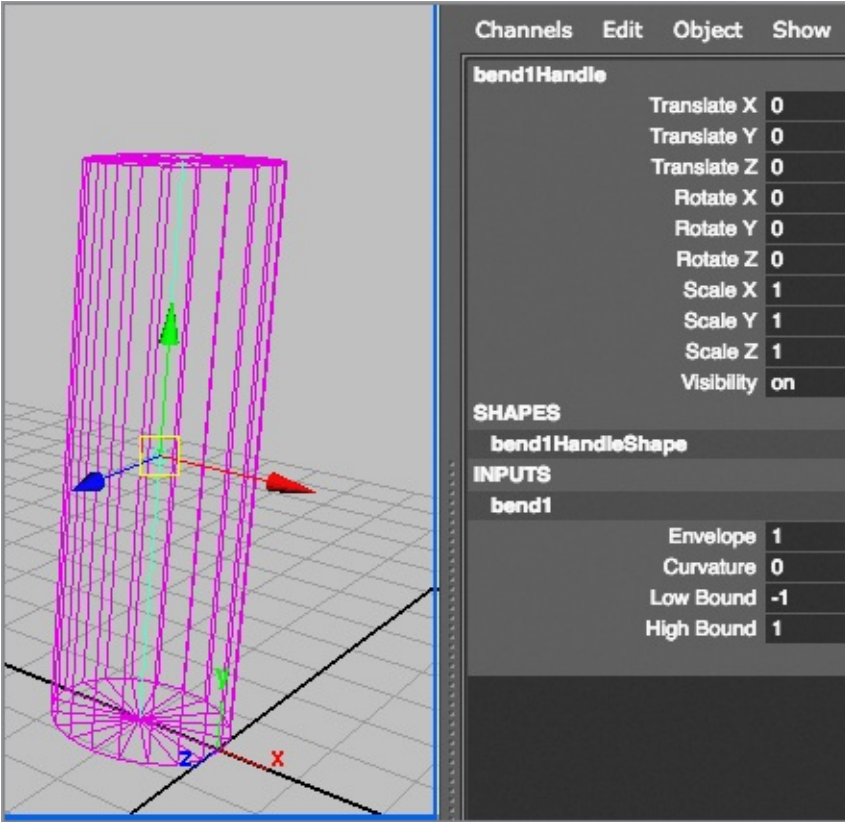 Channels Edit Object Show
bend1Handle
Translate X 0
Translate Y 0
Translate Z 0
Rotate X 0
Rotate Y 0
Rotate Z 0
Scale X 1
Scale Y 1
Scale Z 1
Visibility on
SHAPES
bend1HandleShape
INPUTS
bend1
Envelope 1
Curvature 0
Low Bound -1
High Bound 1
y
z x